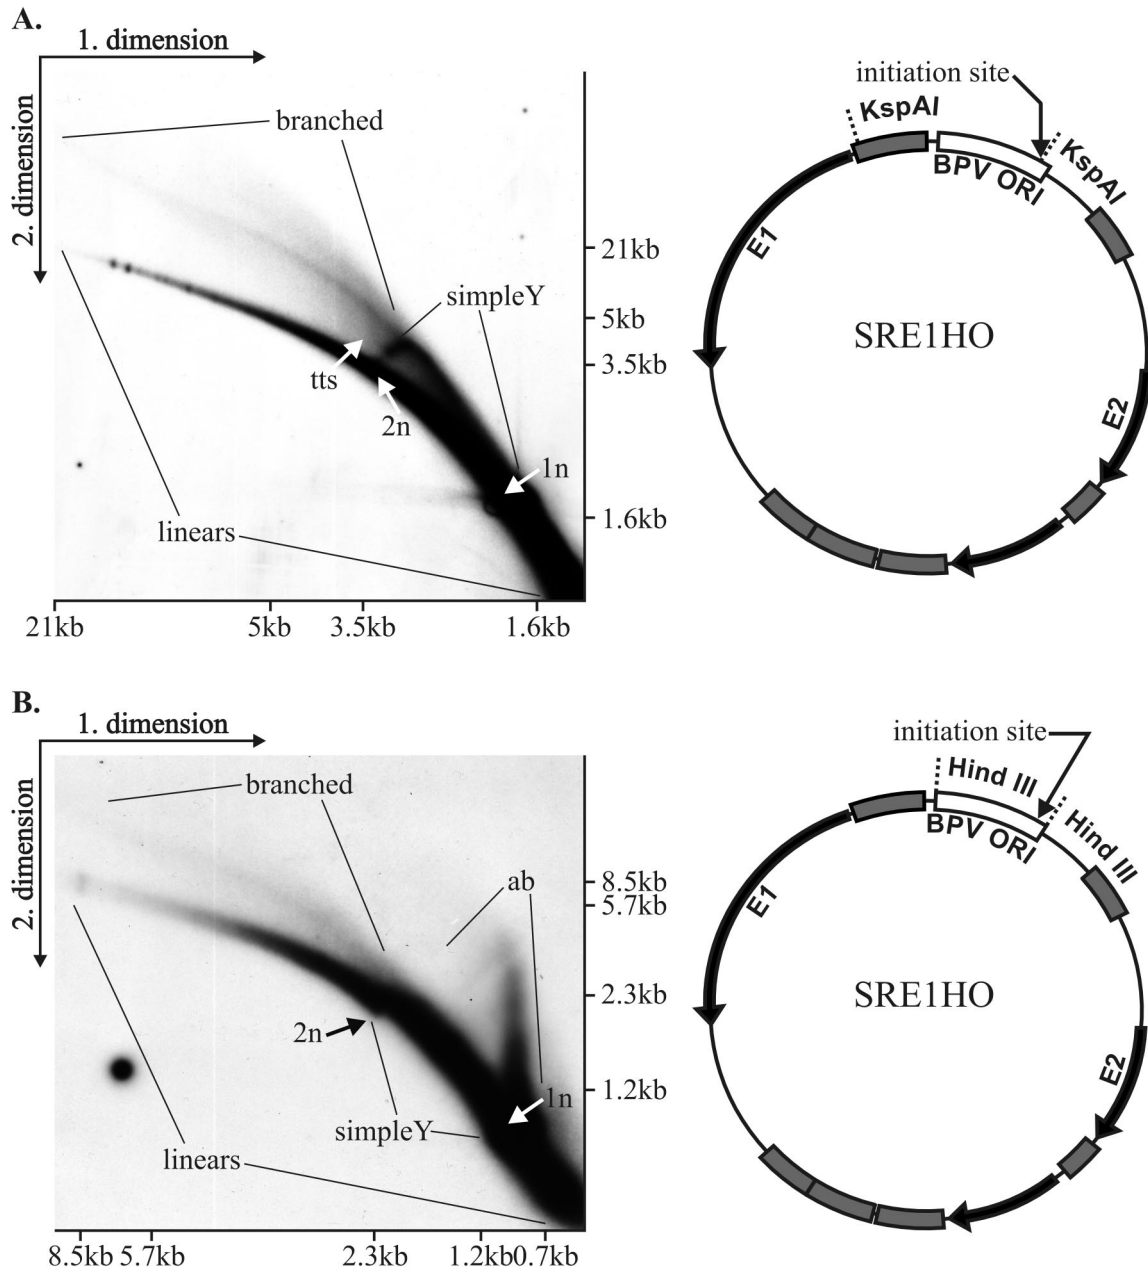 A.
1. dimension
2. dimension
branched
simpleY
tts
2n
1n
linears
21kb
5kb
3.5kb
1.6kb
21kb
5kb
3.5kb
1.6kb
initiation site
KspAI
KspAI
BPV ORI
E1
E2
SRE1HO
B.
1. dimension
2. dimension
branched
ab
2n
1n
simpleY
linears
8.5kb
5.7kb
2.3kb
1.2kb
8.5kb
5.7kb
2.3kb
1.2kb
0.7kb
initiation site
Hind III
Hind III
BPV ORI
E1
E2
SRE1HO